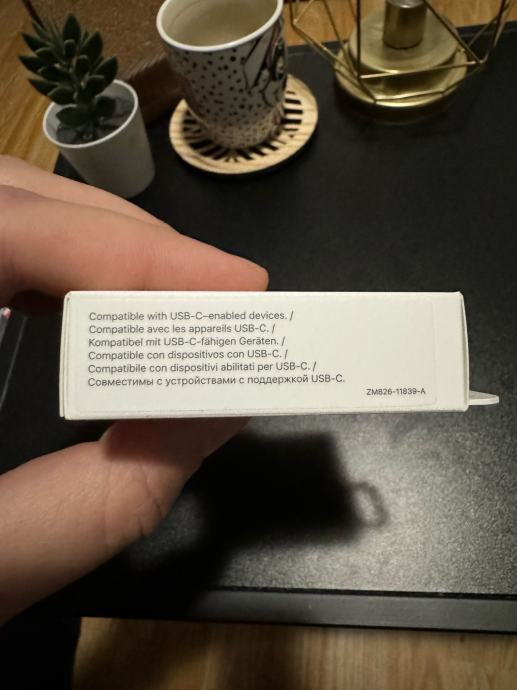 Compatible with USB-C–enabled devices. /
Compatible avec les appareils USB-C. /
Kompatibel mit USB-C-fähigen Geräten. /
Compatible con dispositivos con USB-C. /
Compatibile con dispositivi abilitati per USB-C. /
Совместимы с устройствами с поддержкой USB-C.
ZM826-11839-A